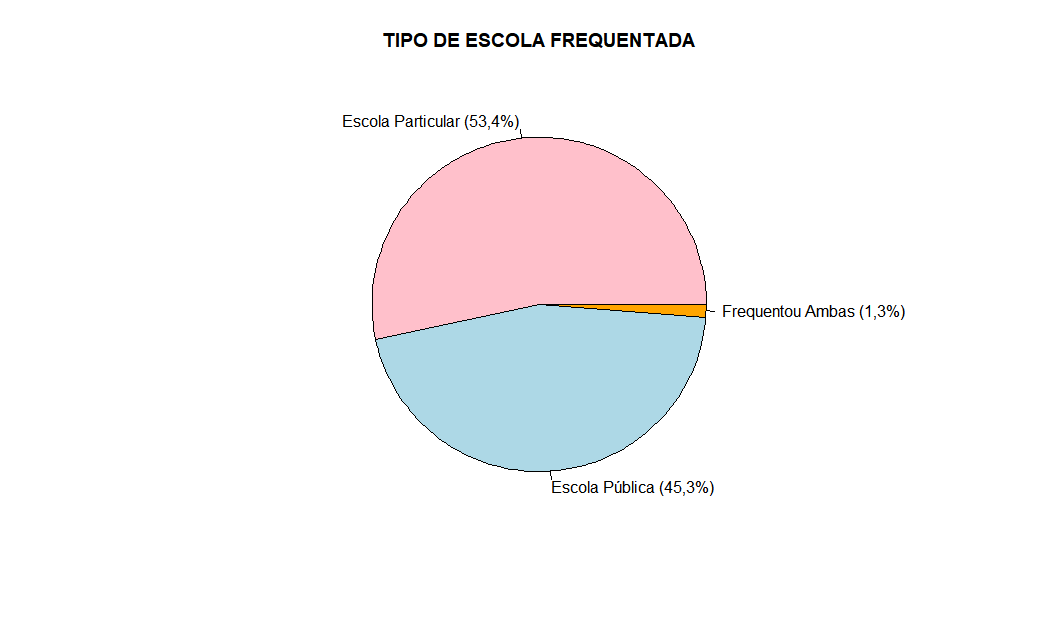 TIPO DE ESCOLA FREQUENTADA
Escola Particular (53,4%)
Frequentou Ambas (1,3%)
Escola Pública (45,3%)